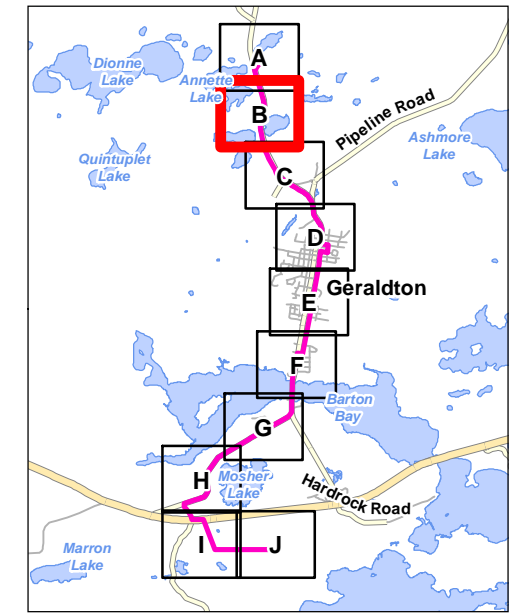 A
Dionne
Lake
Annette
Lake
B
Pipeline Road
Ashmore
Lake
Quintuplet
Lake
C
D
Geraldton
E
F
Barton
Bay
G
H
Mosher
Lake
Hardrock Road
I
J
Marron
Lake